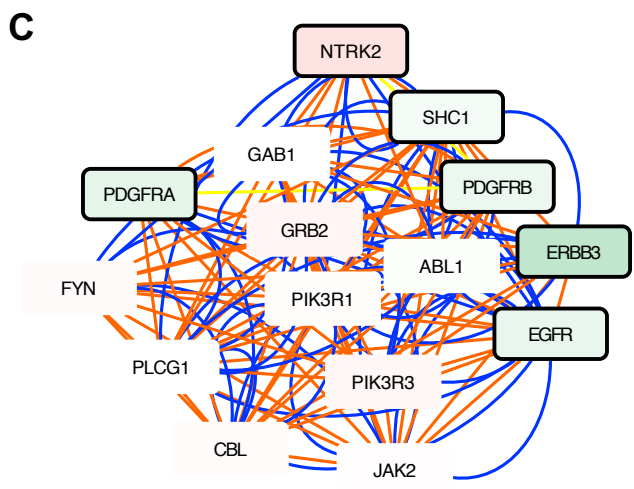 C
NTRK2
SHC1
GAB1
PDGFRA
PDGFRB
GRB2
ERBB3
ABL1
FYN
PIK3R1
EGFR
PLCG1
PIK3R3
CBL
JAK2